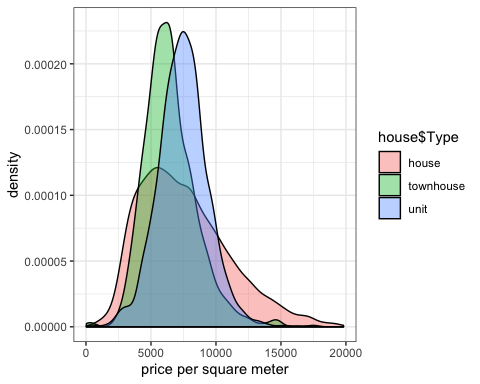 0.00020
0.00015
0.00010
0.00005
0.00000
density
0 5000 10000 15000 20000
price per square meter
house$Type
house
townhouse
unit